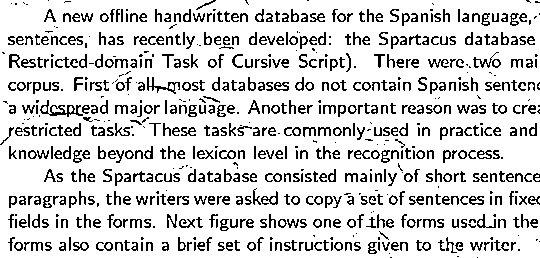 A new offline handwritten database for the Spanish language,
sentences, has recently been developed: the Spartacus database
Restricted-domain Task of Cursive Script). There were two mai
corpus. First of all, most databases do not contain Spanish senten
a widespread major language. Another important reason was to crea
restricted tasks. These tasks are commonly used in practice and
knowledge beyond the lexicon level in the recognition process.
As the Spartacus database consisted mainly of short sentence
paragraphs, the writers were asked to copy a set of sentences in fixed
fields in the forms. Next figure shows one of the forms used in the
forms also contain a brief set of instructions given to the writer.